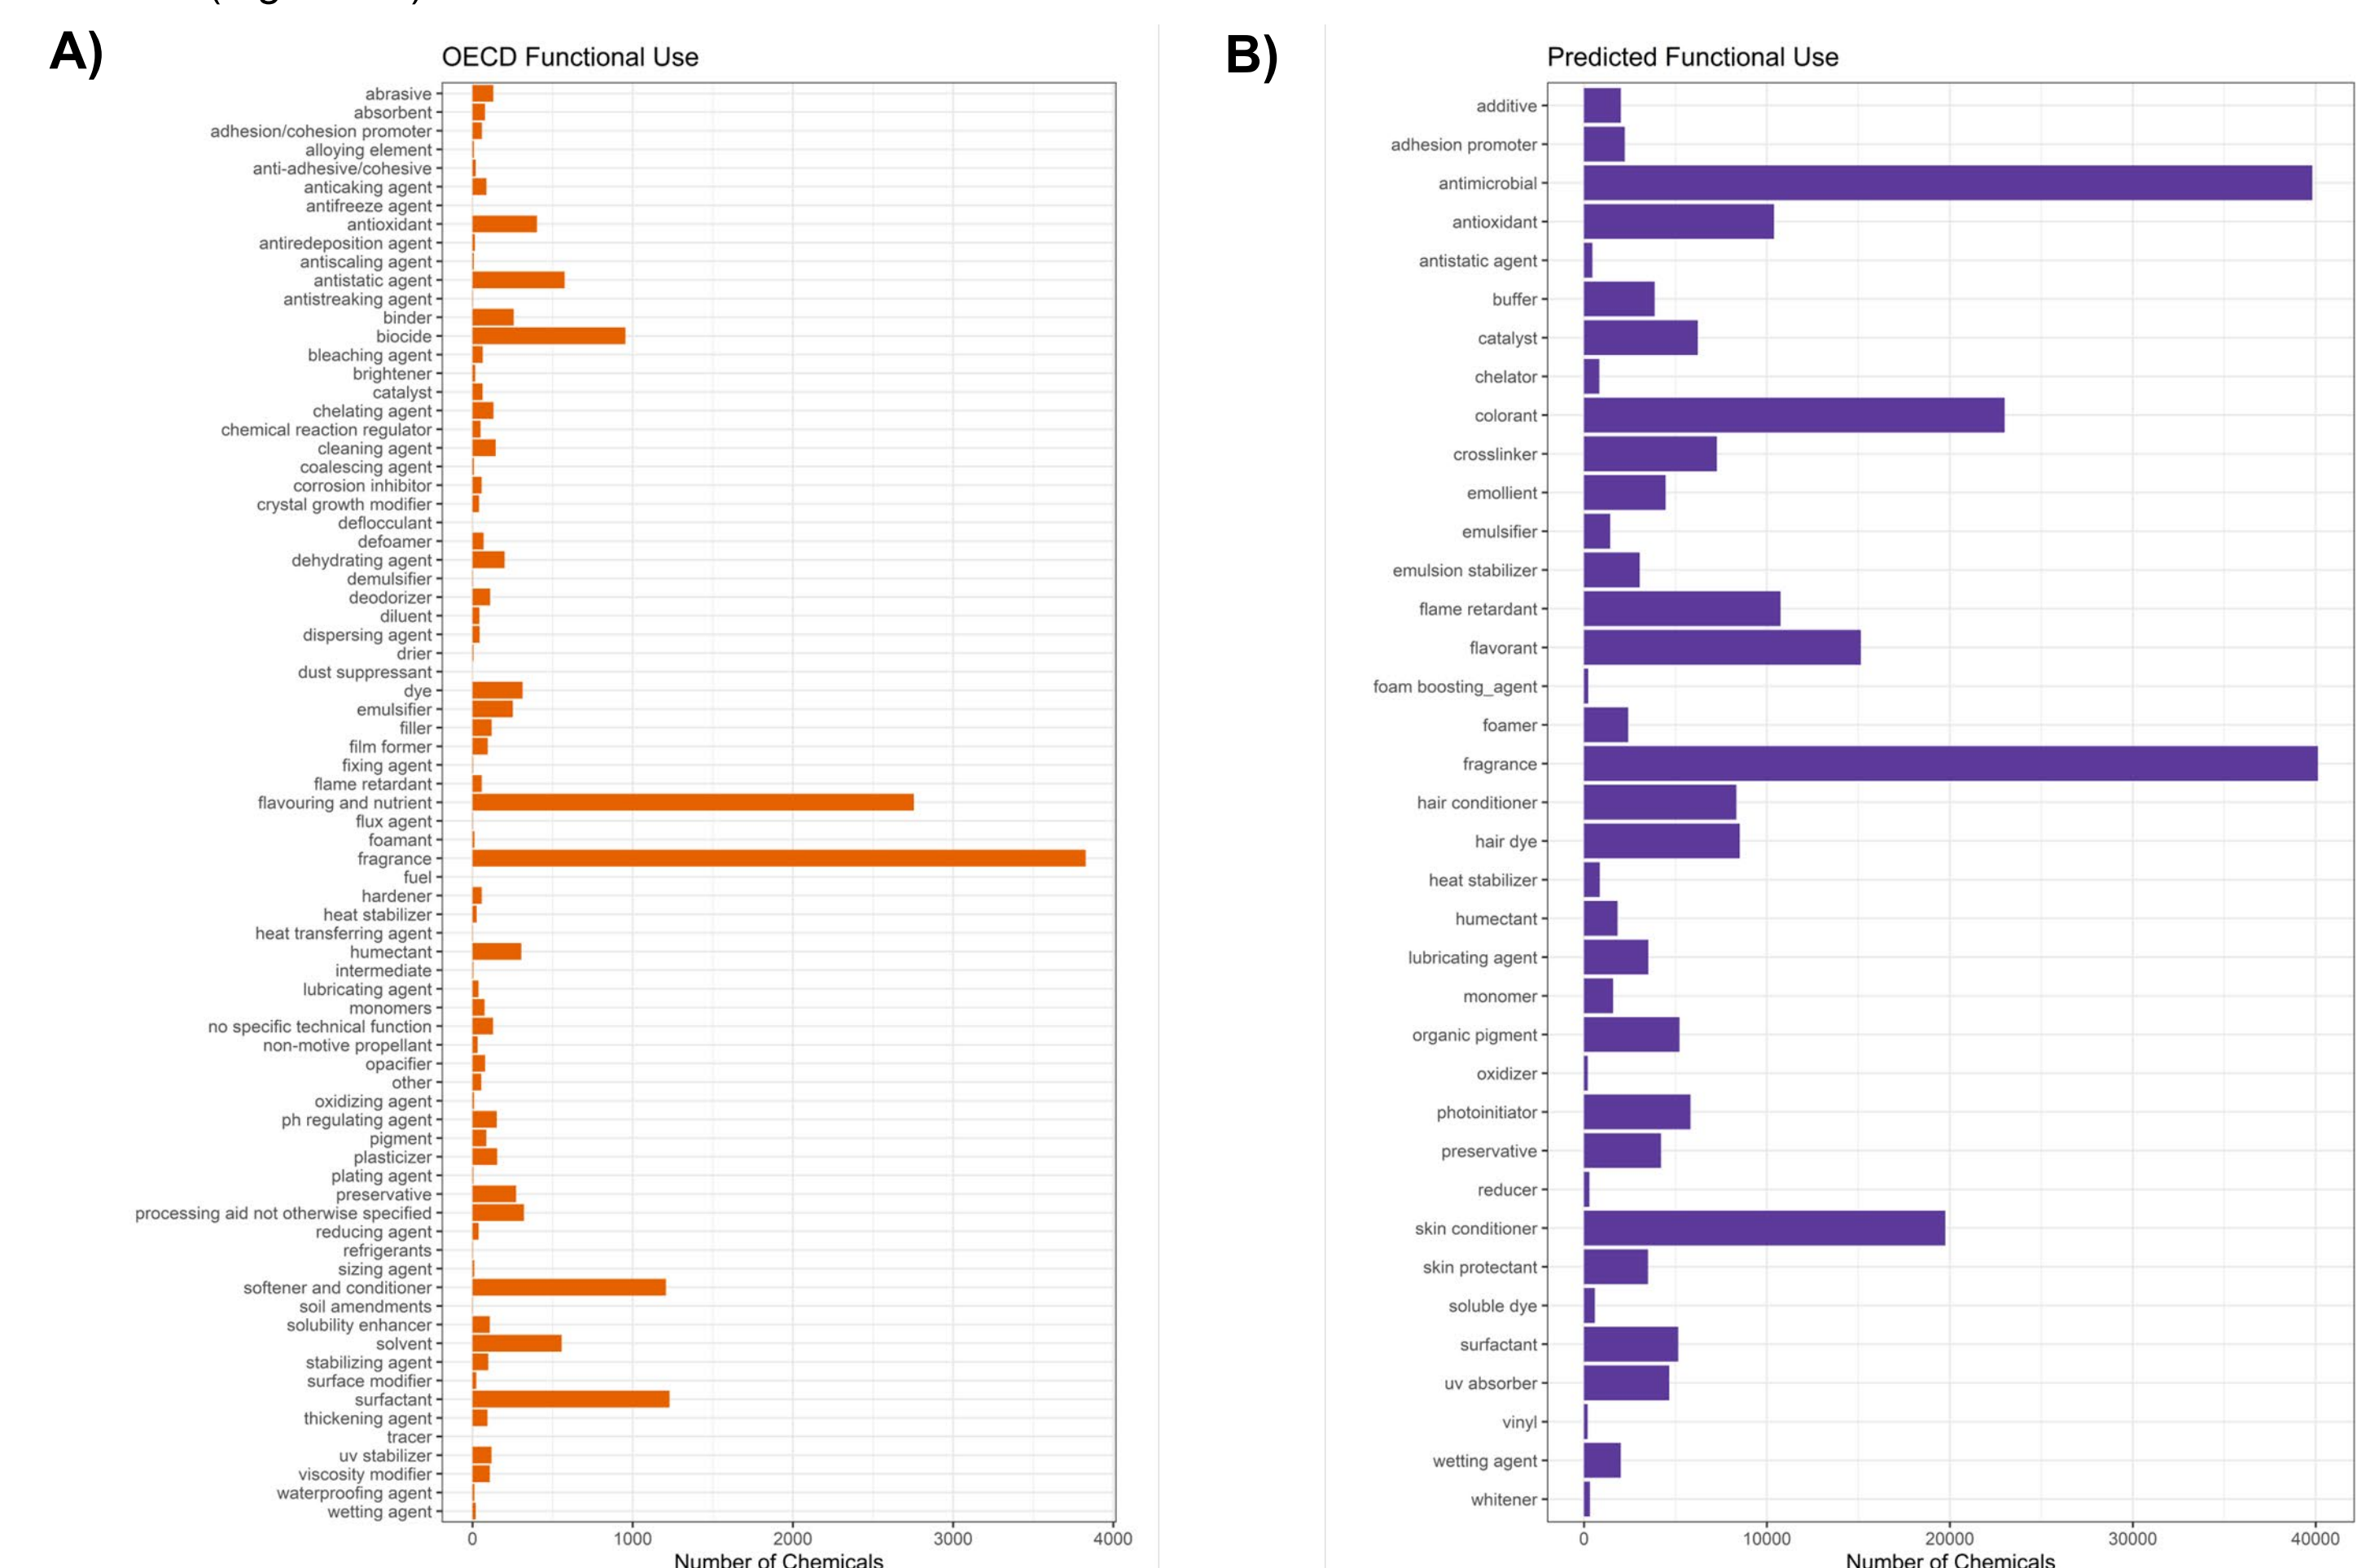 A)
OECD Functional Use
abrasive
absorbent
adhesion/cohesion promoter
alloying element
anti-adhesive/cohesive
anticaking agent
antifreeze agent
antioxidant
antiredeposition agent
antiscaling agent
antistatic agent
antistreaking agent
binder
biocide
bleaching agent
brightener
catalyst
chelating agent
chemical reaction regulator
cleaning agent
coalescing agent
corrosion inhibitor
crystal growth modifier
deflocculant
defoamer
dehydrating agent
demulsifier
deodorizer
diluent
dispersing agent
drier
dust suppressant
dye
emulsifier
filler
film former
fixing agent
flame retardant
flavouring and nutrient
flux agent
foamant
fragrance
fuel
hardener
heat stabilizer
heat transferring agent
humectant
intermediate
lubricating agent
monomers
no specific technical function
non-motive propellant
opacifier
other
oxidizing agent
ph regulating agent
pigment
plasticizer
plating agent
preservative
processing aid not otherwise specified
reducing agent
refrigerants
sizing agent
softener and conditioner
soil amendments
solubility enhancer
solvent
stabilizing agent
surface modifier
surfactant
thickening agent
tracer
uv stabilizer
viscosity modifier
waterproofing agent
wetting agent
0 1000 2000 3000 4000
Number of Chemicals
B)
Predicted Functional Use
additive
adhesion promoter
antimicrobial
antioxidant
antistatic agent
buffer
catalyst
chelator
colorant
crosslinker
emollient
emulsifier
emulsion stabilizer
flame retardant
flavorant
foam boosting_agent
foamer
fragrance
hair conditioner
hair dye
heat stabilizer
humectant
lubricating agent
monomer
organic pigment
oxidizer
photoinitiator
preservative
reducer
skin conditioner
skin protectant
soluble dye
surfactant
uv absorber
vinyl
wetting agent
whitener
0 10000 20000 30000 40000
Number of Chemicals